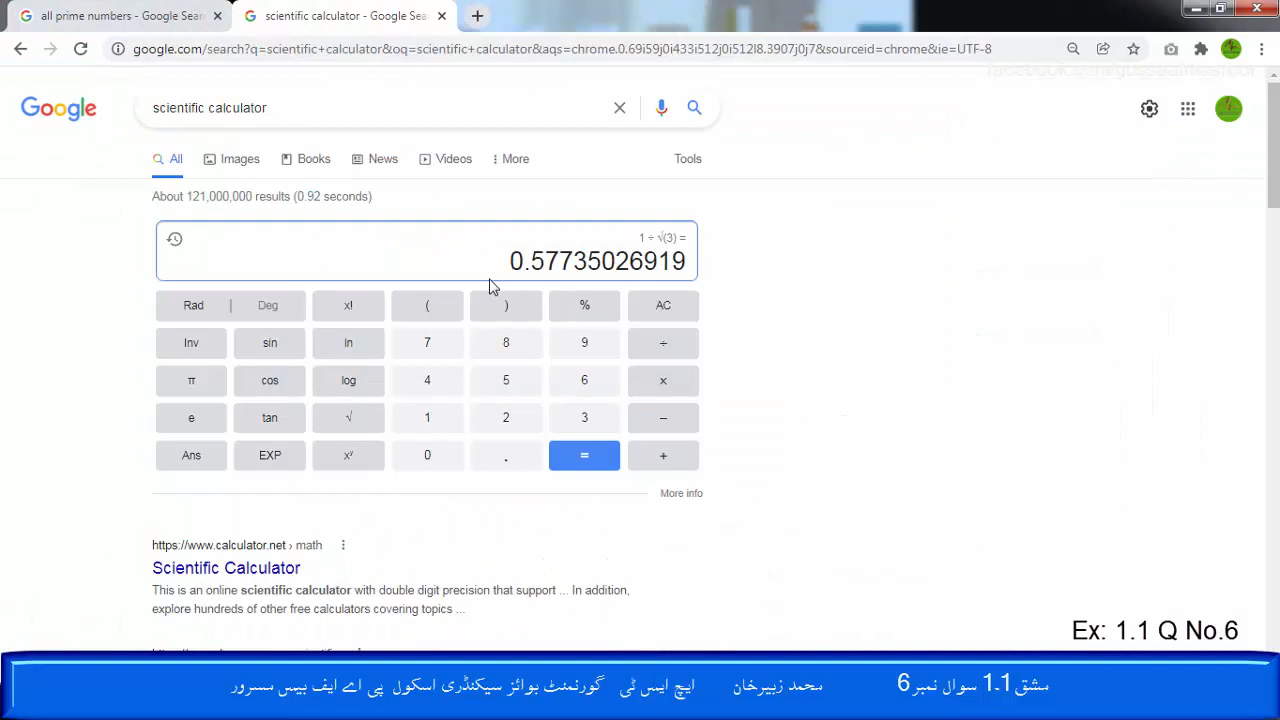 all prime numbers - Google Sear
scientific calculator - Google Sea
google.com/search?q=scientific+calculator&oq=scientific+calculator&aqs=chrome.0.69i59j0i433i512j0i512l8.3907j0j7&sourceid=chrome&ie=UTF-8
Google
scientific calculator
All Images Books News Videos More Tools
About 121,000,000 results (0.92 seconds)
1 ÷ √(3) =
0.57735026919
Rad | Deg x! ( ) % AC
Inv sin ln 7 8 9 ÷
π cos log 4 5 6 ×
e tan √ 1 2 3 −
Ans EXP xʸ 0 . = +
More info
https://www.calculator.net › math
Scientific Calculator
This is an online scientific calculator with double digit precision that support ... In addition,
explore hundreds of other free calculators covering topics ...
Ex: 1.1 Q No.6
مشق 1.1 سوال نمبر 6 محمد زبیر خان ایچ ایس ٹی گورنمنٹ بوائز سیکنڈری اسکول پی اے ایف بیس مسرور